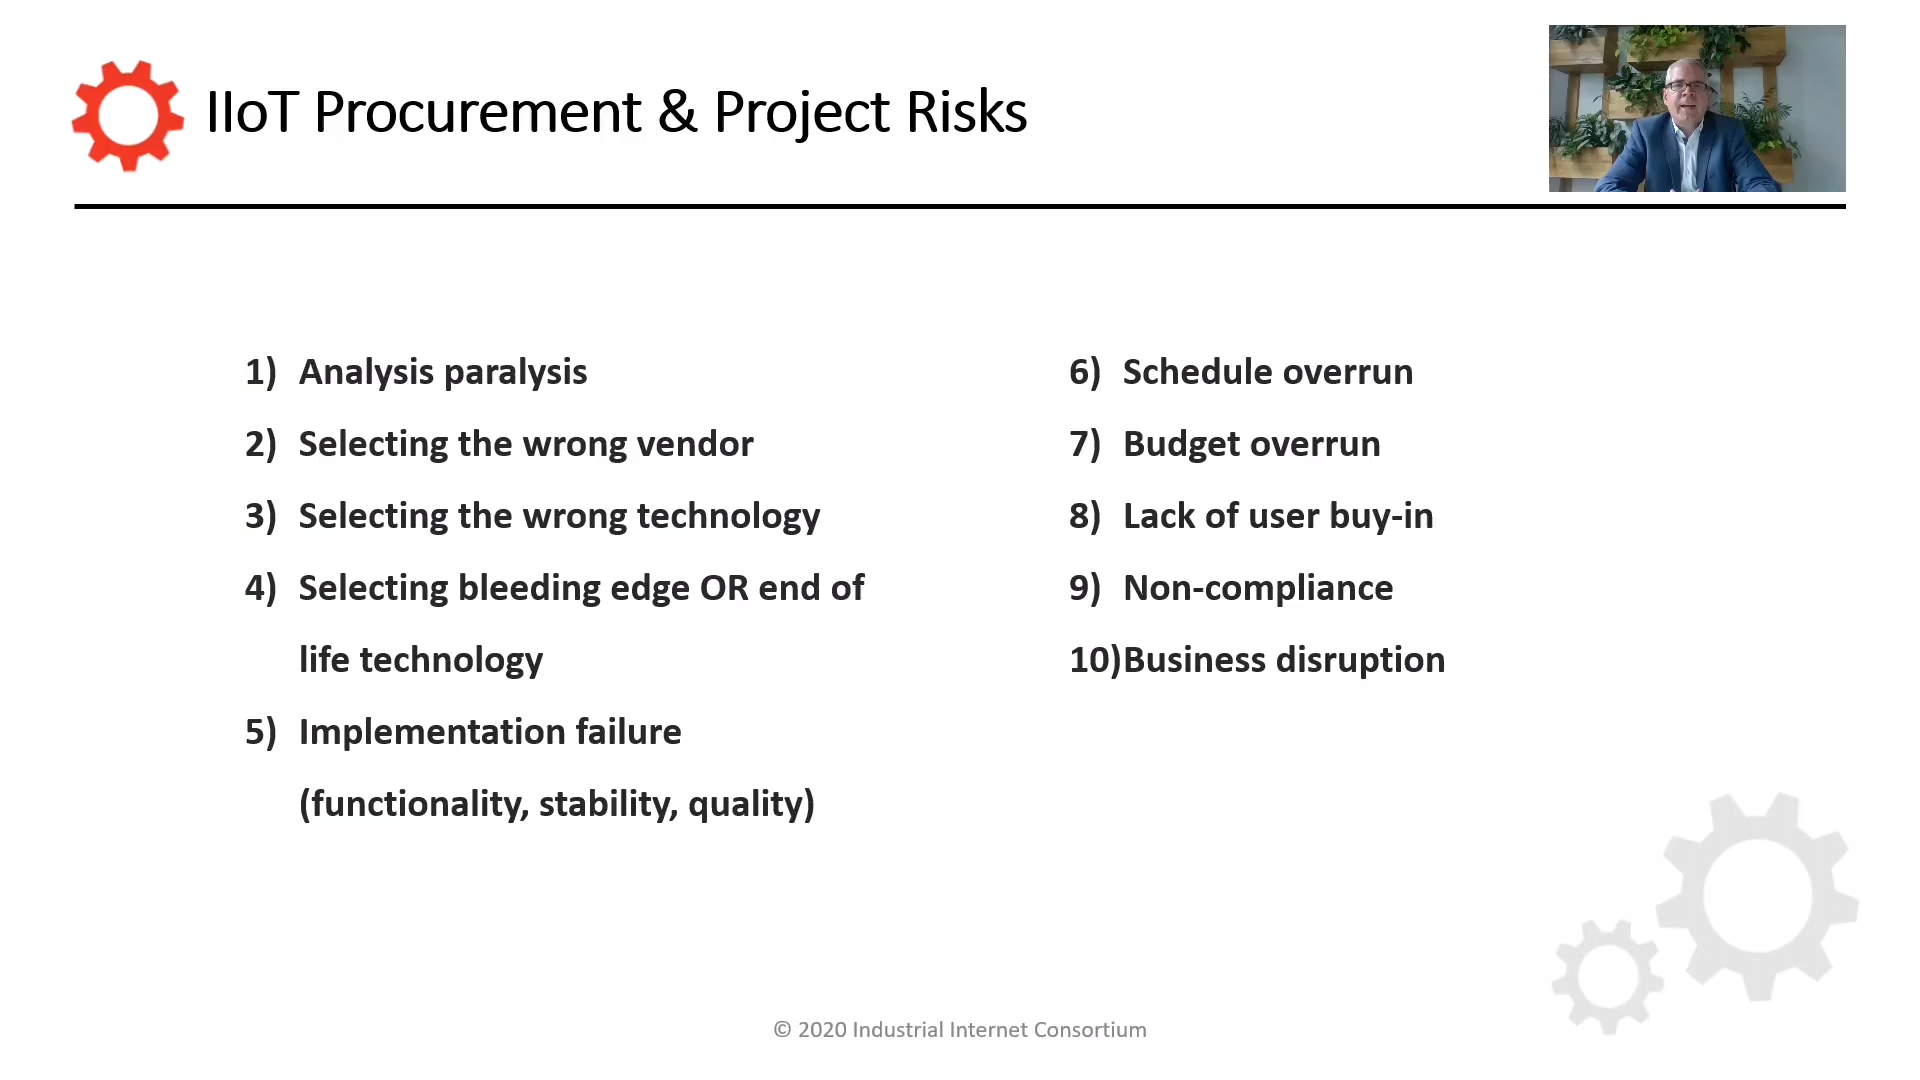 IIoT Procurement & Project Risks
1) Analysis paralysis
2) Selecting the wrong vendor
3) Selecting the wrong technology
4) Selecting bleeding edge OR end of
life technology
5) Implementation failure
(functionality, stability, quality)
6) Schedule overrun
7) Budget overrun
8) Lack of user buy-in
9) Non-compliance
10)Business disruption
© 2020 Industrial Internet Consortium